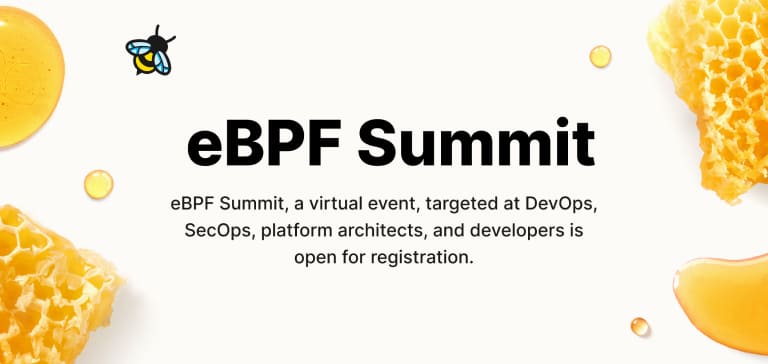 eBPF Summit
eBPF Summit, a virtual event, targeted at DevOps,
SecOps, platform architects, and developers is
open for registration.